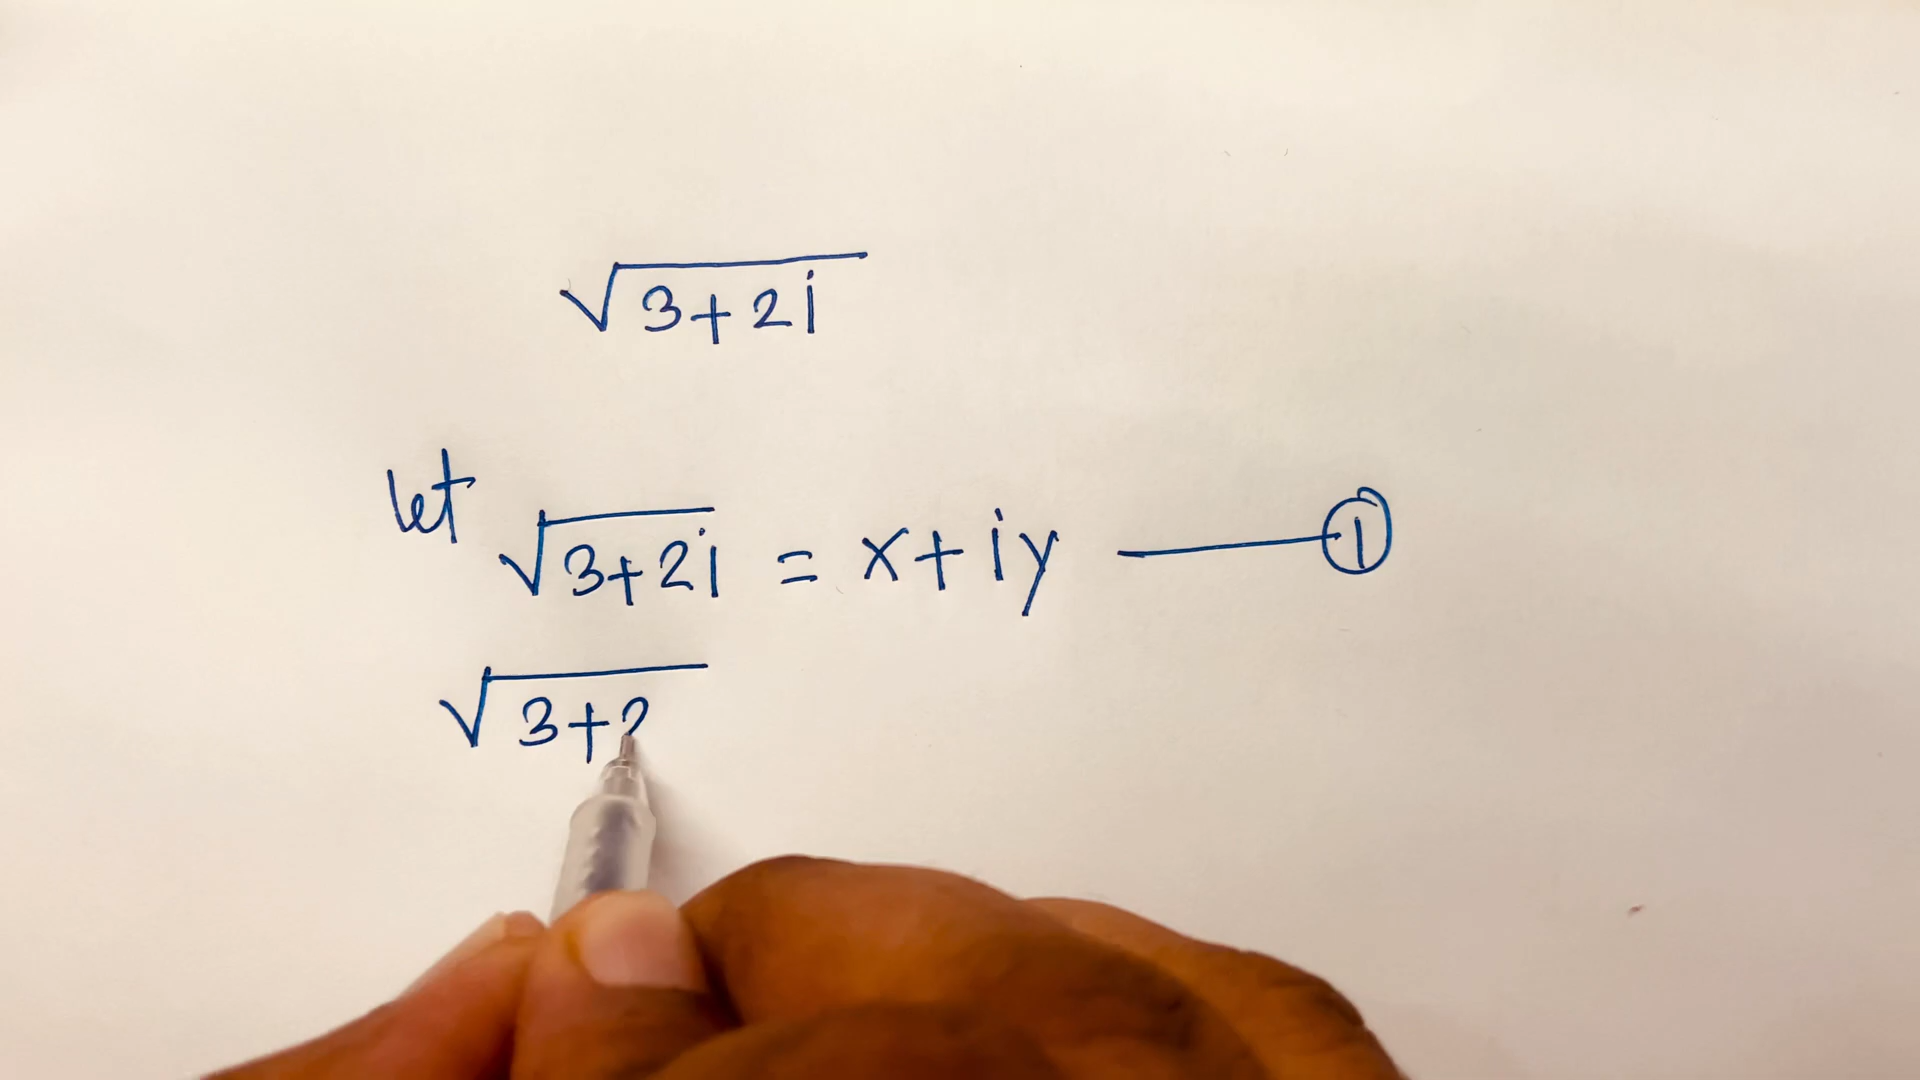 √3+2i
let √3+2i = x+iy ——— ①
√3+2